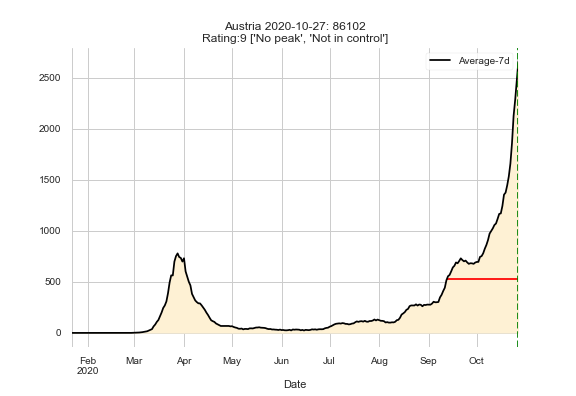 Austria 2020-10-27: 86102
Rating:9 ['No peak', 'Not in control']
Average-7d
2500
2000
1500
1000
500
0
Feb Mar Apr May Jun Jul Aug Sep Oct
2020
Date